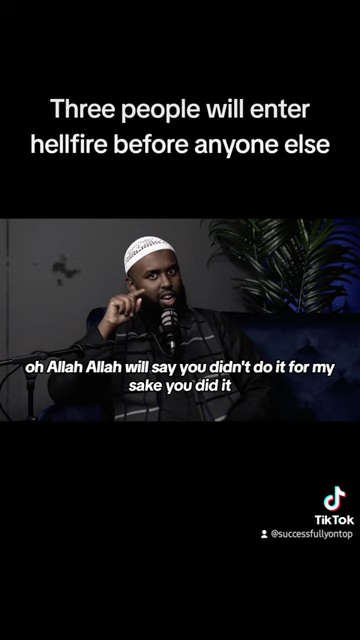 Three people will enter
hellfire before anyone else
oh Allah Allah will say you didn't do it for my
sake you did it
TikTok
@successfullyontop